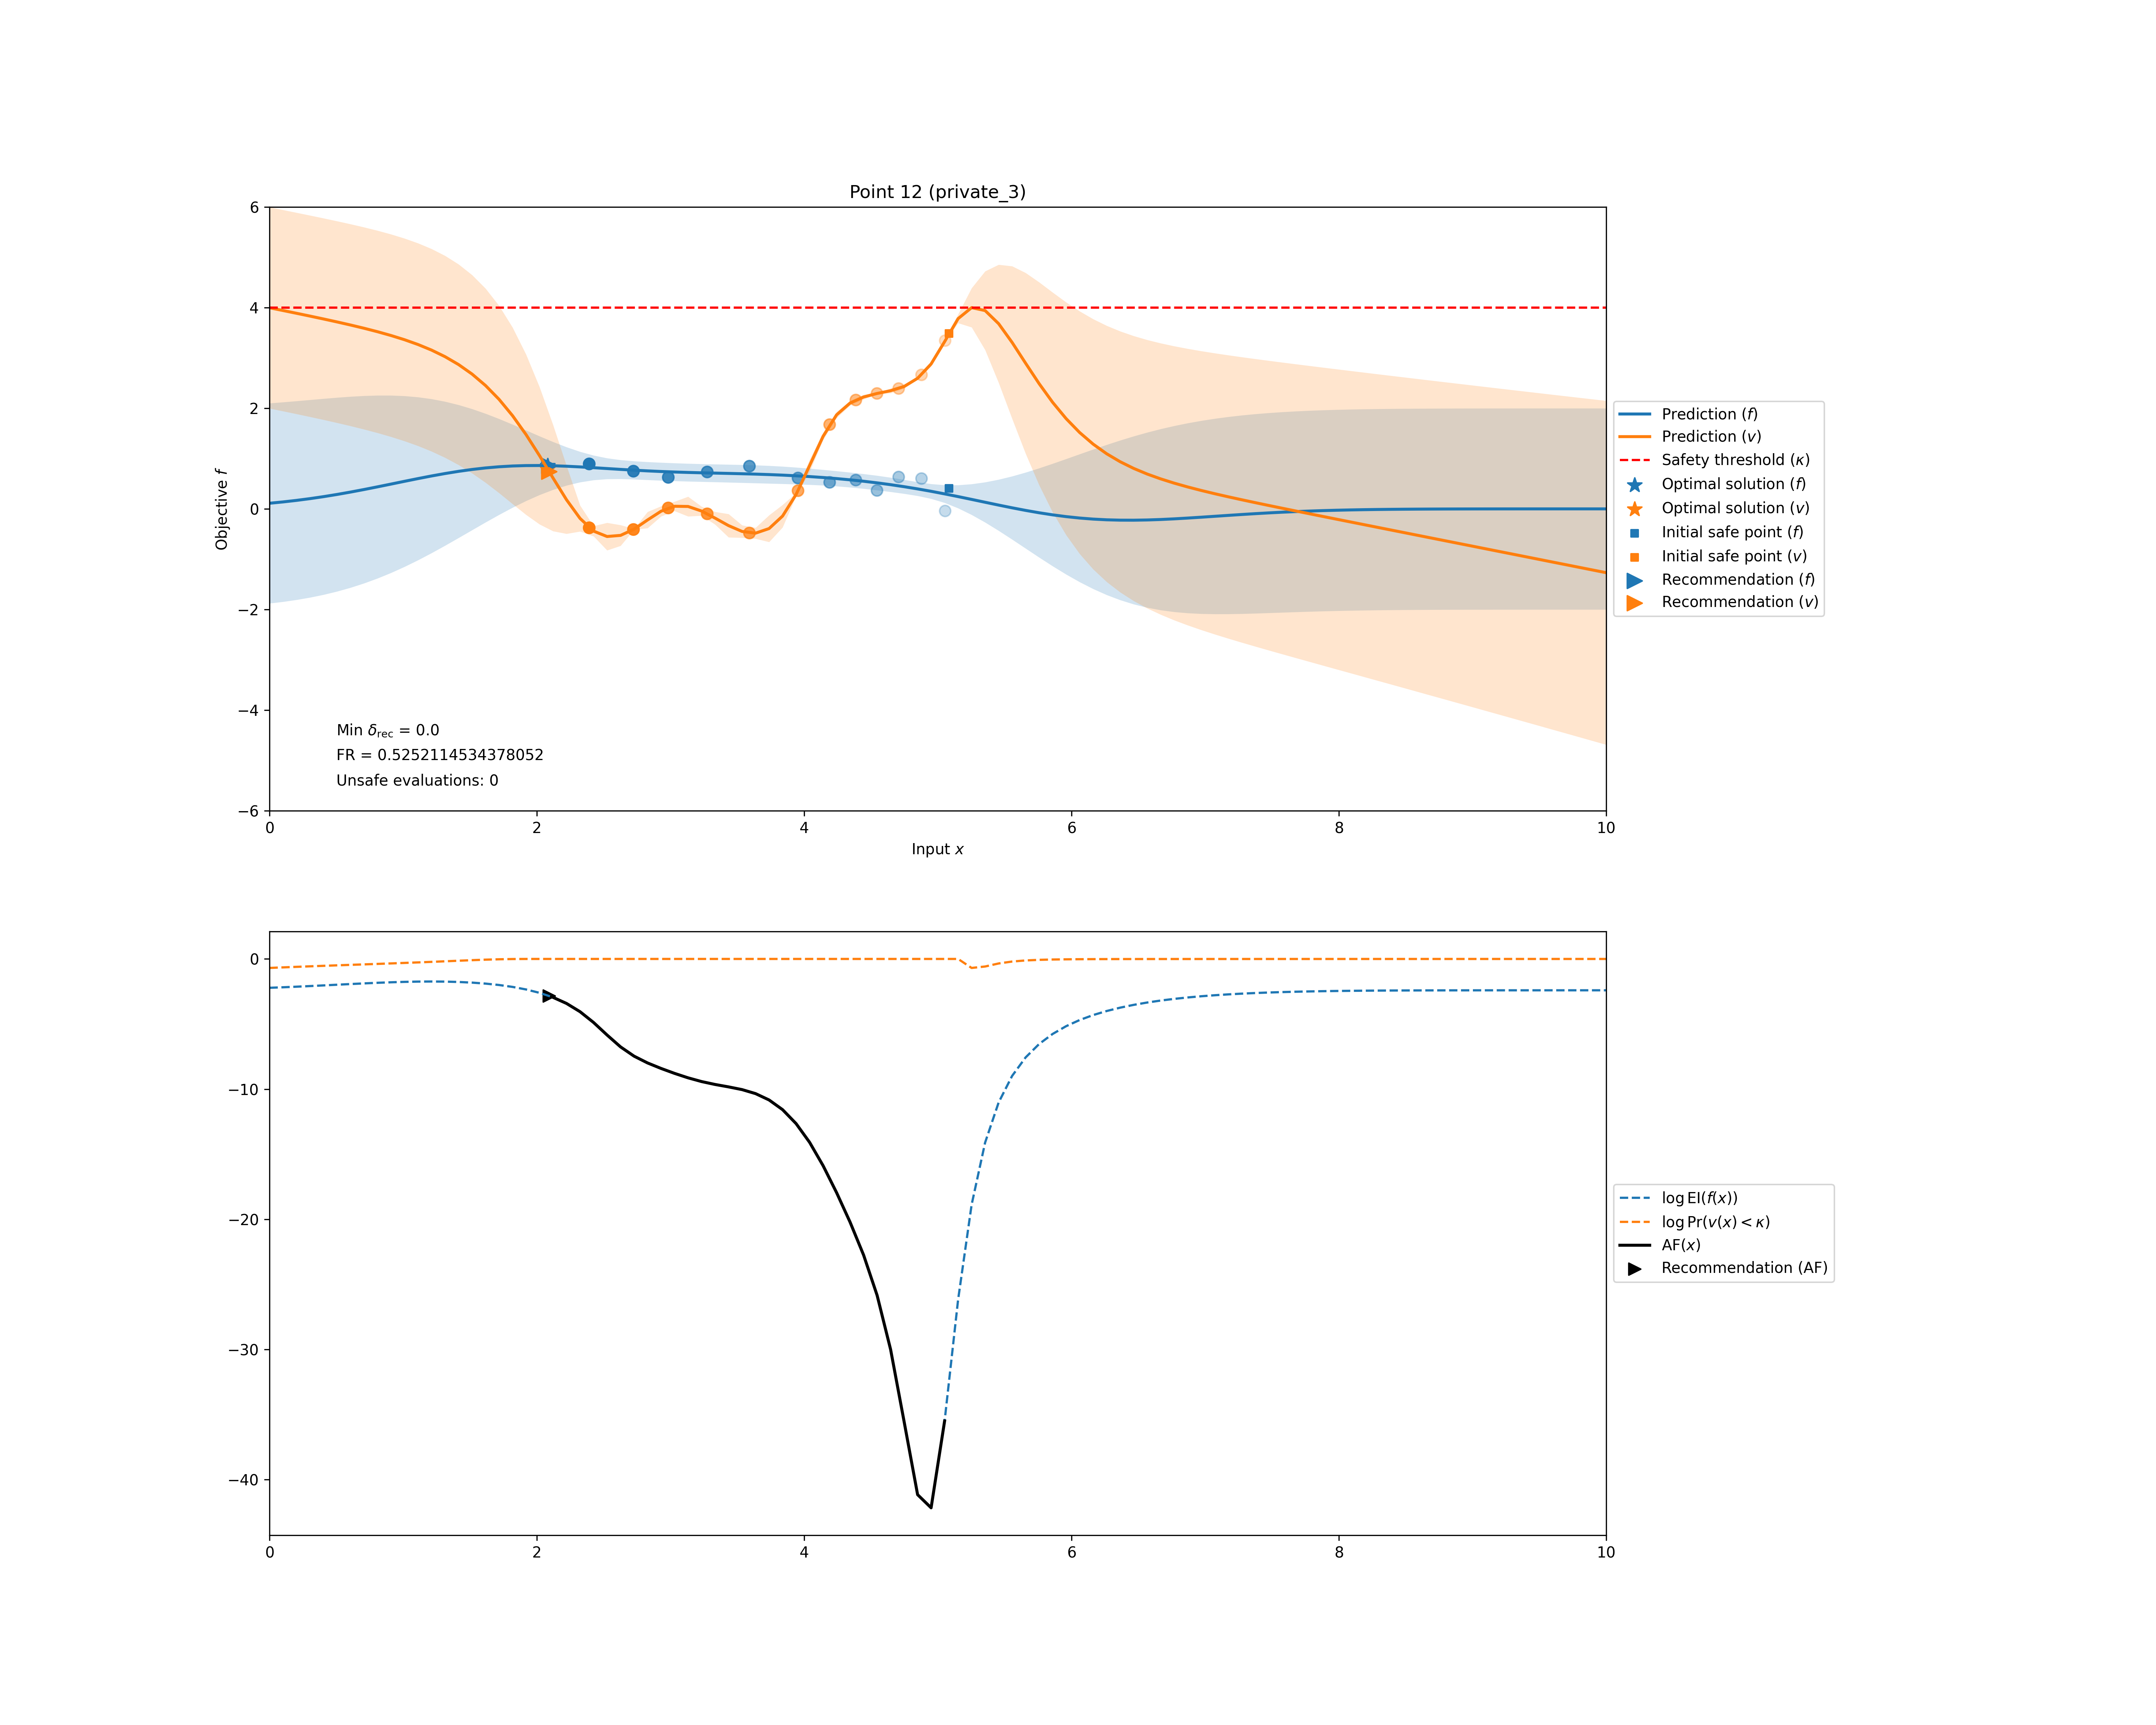 Point 12 (private_3)
6
4
2
0
−2
−4
−6
Objective f
Min δrec = 0.0
FR = 0.5252114534378052
Unsafe evaluations: 0
0 2 4 6 8 10
Input x
Prediction (f)
Prediction (v)
Safety threshold (κ)
Optimal solution (f)
Optimal solution (v)
Initial safe point (f)
Initial safe point (v)
Recommendation (f)
Recommendation (v)
0
−10
−20
−30
−40
0 2 4 6 8 10
log EI(f(x))
log Pr(v(x) < κ)
AF(x)
Recommendation (AF)